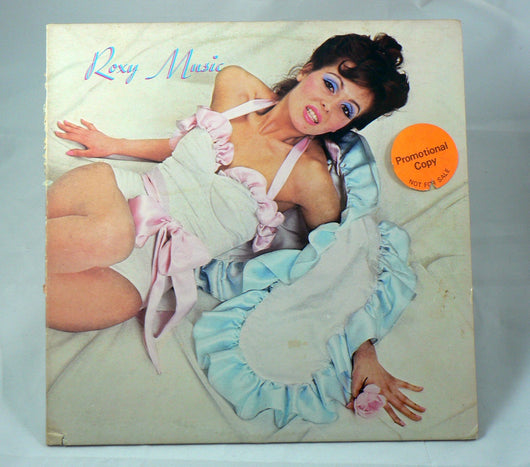 Roxy Music
Promotional
Copy
NOT FOR SALE